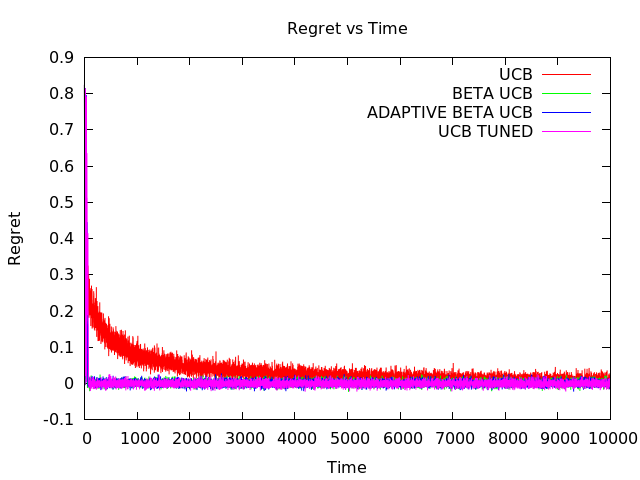 Regret vs Time
0.9
0.8
0.7
0.6
0.5
0.4
0.3
0.2
0.1
0
-0.1
Regret
UCB
BETA UCB
ADAPTIVE BETA UCB
UCB TUNED
0 1000 2000 3000 4000 5000 6000 7000 8000 9000 10000
Time